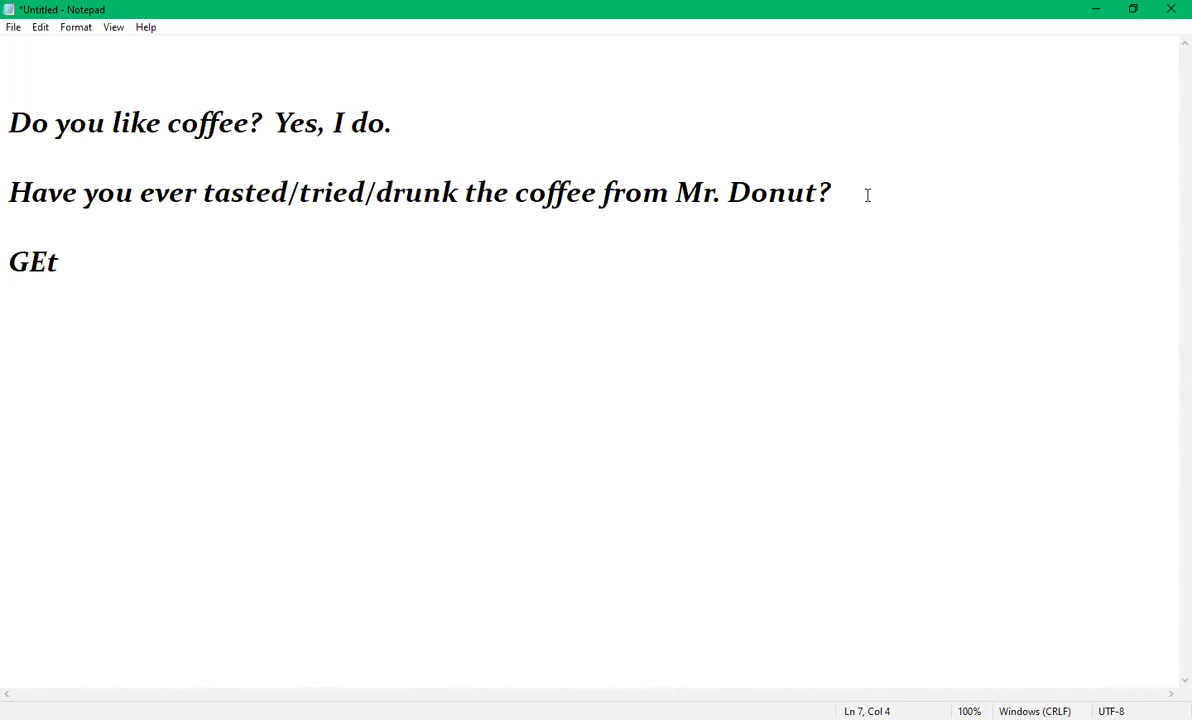 *Untitled - Notepad
File Edit Format View Help
Do you like coffee?  Yes, I do.
Have you ever tasted/tried/drunk the coffee from Mr. Donut?
GEt
Ln 7, Col 4 100% Windows (CRLF) UTF-8